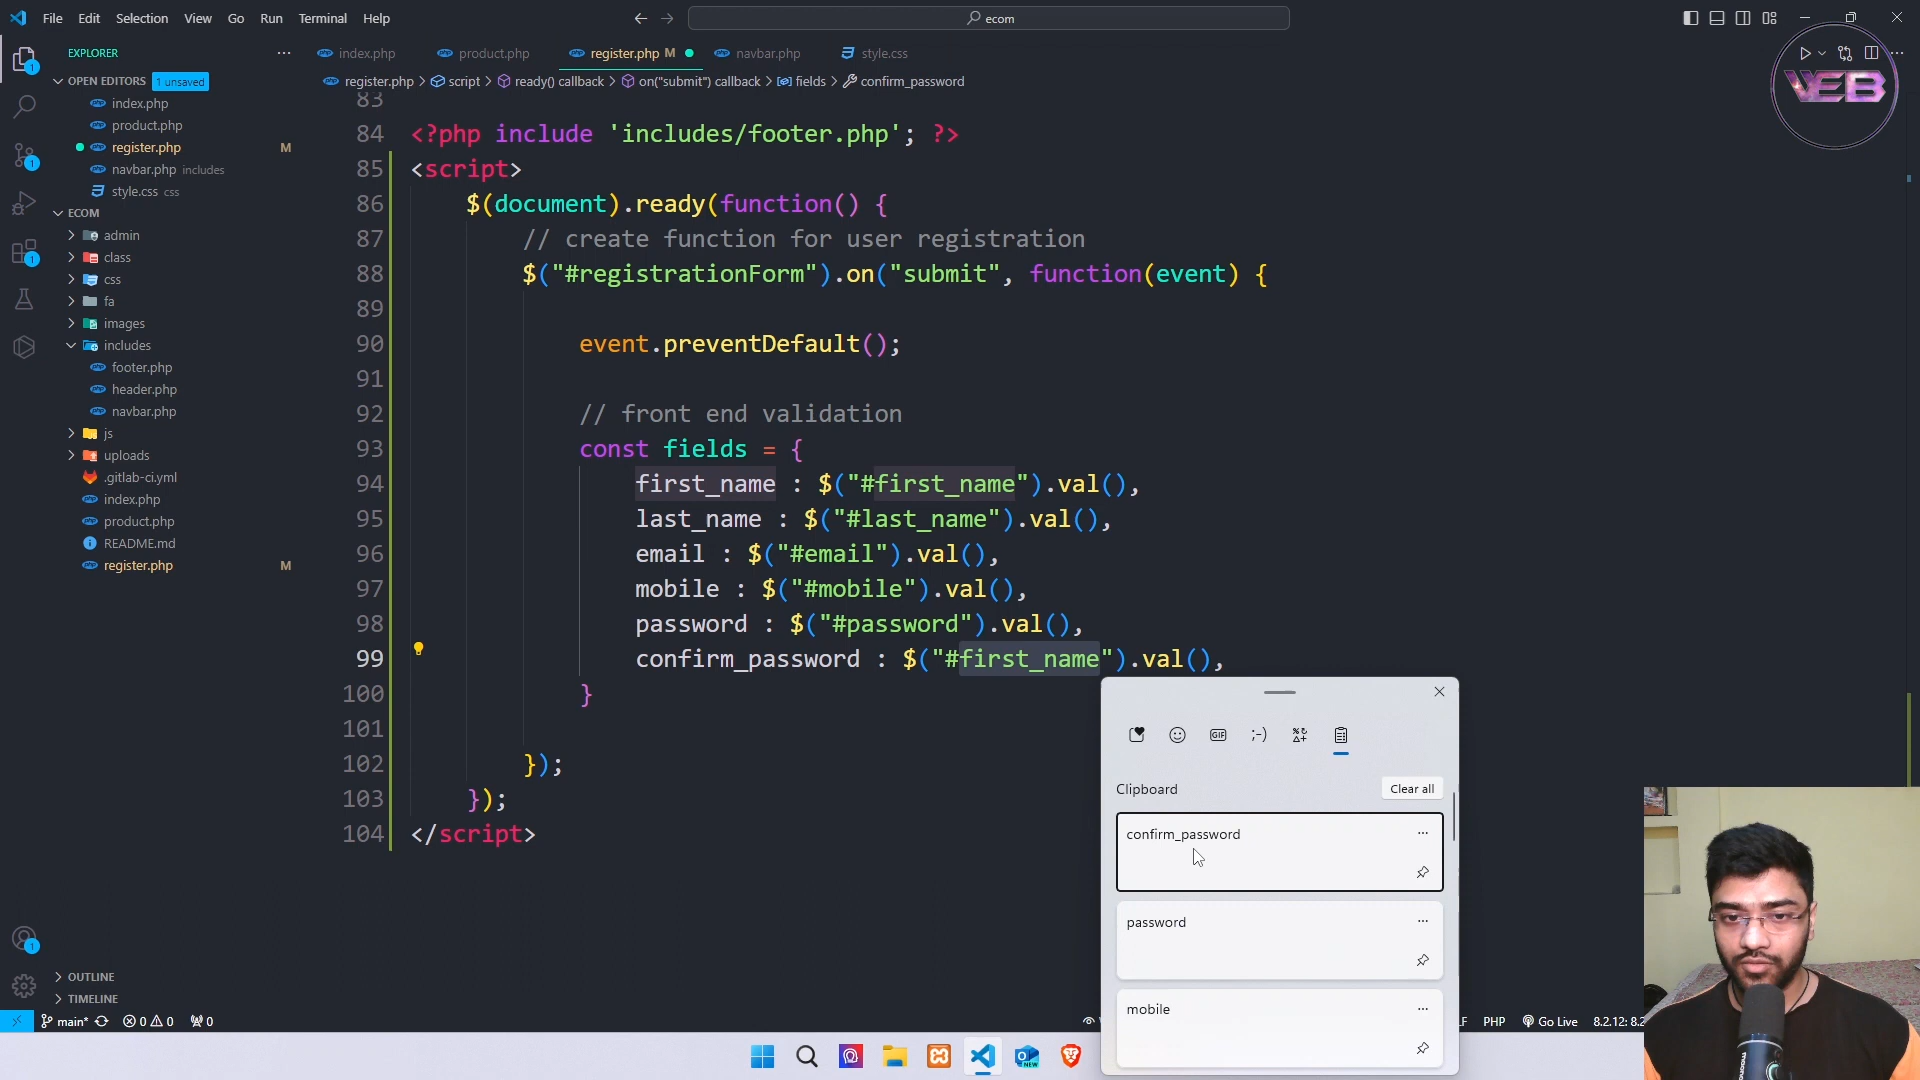 File Edit Selection View Go Run Terminal Help
ecom
EXPLORER
index.php
product.php
register.php M
navbar.php
style.css
VEB
OPEN EDITORS 1 unsaved
index.php
product.php
register.php M
navbar.php includes
style.css css
ECOM
admin
class
css
fa
images
includes
footer.php
header.php
navbar.php
js
uploads
.gitlab-ci.yml
index.php
product.php
README.md
register.php M
OUTLINE
TIMELINE
register.php > script > ready() callback > on("submit") callback > fields > confirm_password
83
84 <?php include 'includes/footer.php'; ?>
85 <script>
86 $(document).ready(function() {
87 // create function for user registration
88 $("#registrationForm").on("submit", function(event) {
89
90 event.preventDefault();
91
92 // front end validation
93 const fields = {
94 first_name : $("#first_name").val(),
95 last_name : $("#last_name").val(),
96 email : $("#email").val(),
97 mobile : $("#mobile").val(),
98 password : $("#password").val(),
99 confirm_password : $("#first_name").val(),
100 }
101
102 });
103 });
104 </script>
Clipboard
Clear all
confirm_password
password
mobile
main* 0 0 0
PHP Go Live